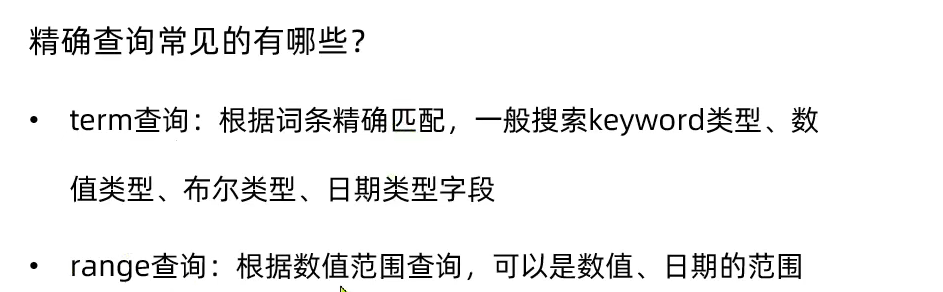 精确查询常见的有哪些？
• term查询：根据词条精确匹配，一般搜索keyword类型、数
值类型、布尔类型、日期类型字段
• range查询：根据数值范围查询，可以是数值、日期的范围